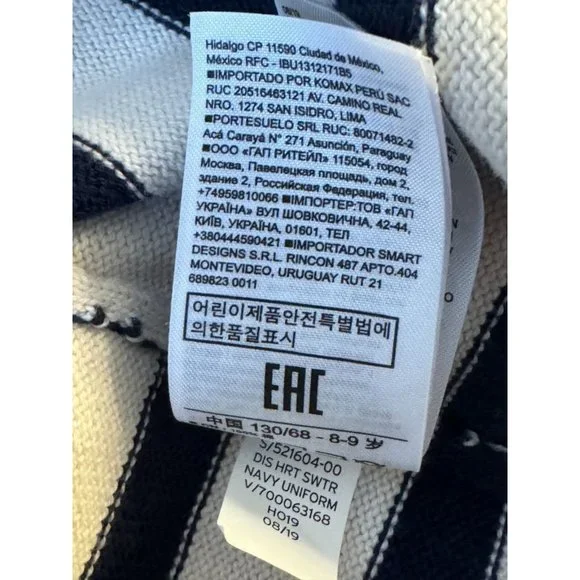 08/19
Hidalgo CP 11590 Ciudad de México,
México RFC - IBU1312171B5
■IMPORTADO POR KOMAX PERÚ SAC
RUC 20516463121 AV. CAMINO REAL
NRO. 1274 SAN ISIDRO, LIMA
■PORTESUELO SRL RUC: 80071482-2
Acá Carayá N° 271 Asunción, Paraguay
■ООО «ГАП РИТЕЙЛ» 115054, город
Москва, Павелецкая площадь, дом 2,
здание 2, Российская Федерация, тел.
+74959810066 ■ІМПОРТЕР:ТОВ «ГАП
УКРАЇНА» ВУЛ ШОВКОВИЧНА, 42-44,
КИЇВ, УКРАЇНА, 01601, ТЕЛ
+380444590421 ■IMPORTADOR SMART
DESIGNS S.R.L. RINCON 487 APTO.404
MONTEVIDEO, URUGUAY RUT 21
689823 0011
어린이제품안전특별법에
의한품질표시
EAC
中国 130/68 - 8-9 岁
S/521604-00
DIS HRT SWTR
NAVY UNIFORM
V/700063168
HO19
08/19